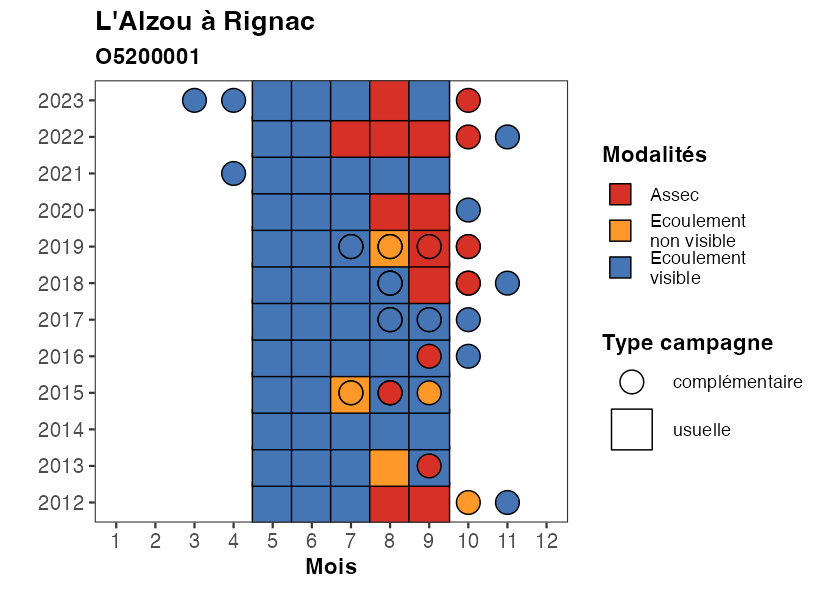 L'Alzou à Rignac
O5200001
2023
2022
2021
2020
2019
2018
2017
2016
2015
2014
2013
2012
1 2 3 4 5 6 7 8 9 10 11 12
Mois
Modalités
Assec
Ecoulement
non visible
Ecoulement
visible
Type campagne
complémentaire
usuelle